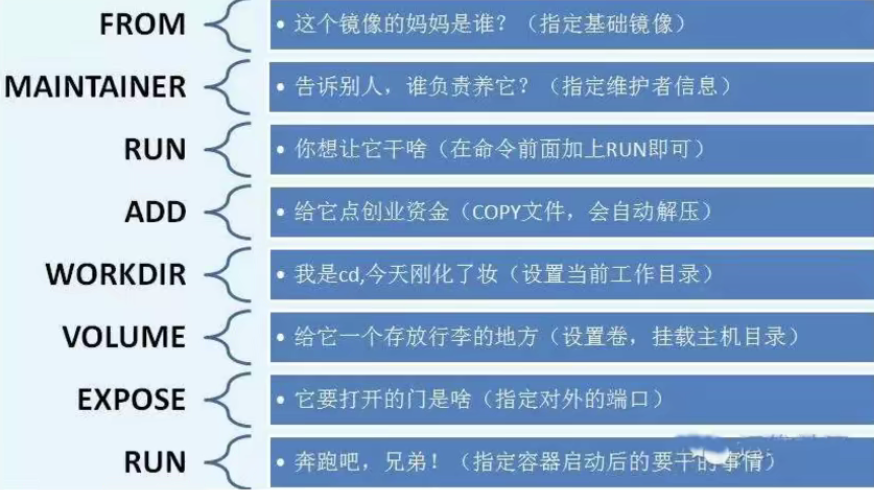 FROM
• 这个镜像的妈妈是谁？（指定基础镜像）
MAINTAINER
• 告诉别人，谁负责养它？（指定维护者信息）
RUN
• 你想让它干啥（在命令前面加上RUN即可）
ADD
• 给它点创业资金（COPY文件，会自动解压）
WORKDIR
• 我是cd,今天刚化了妆（设置当前工作目录）
VOLUME
• 给它一个存放行李的地方（设置卷，挂载主机目录）
EXPOSE
• 它要打开的门是啥（指定对外的端口）
RUN
• 奔跑吧，兄弟！（指定容器启动后的要干的事情）